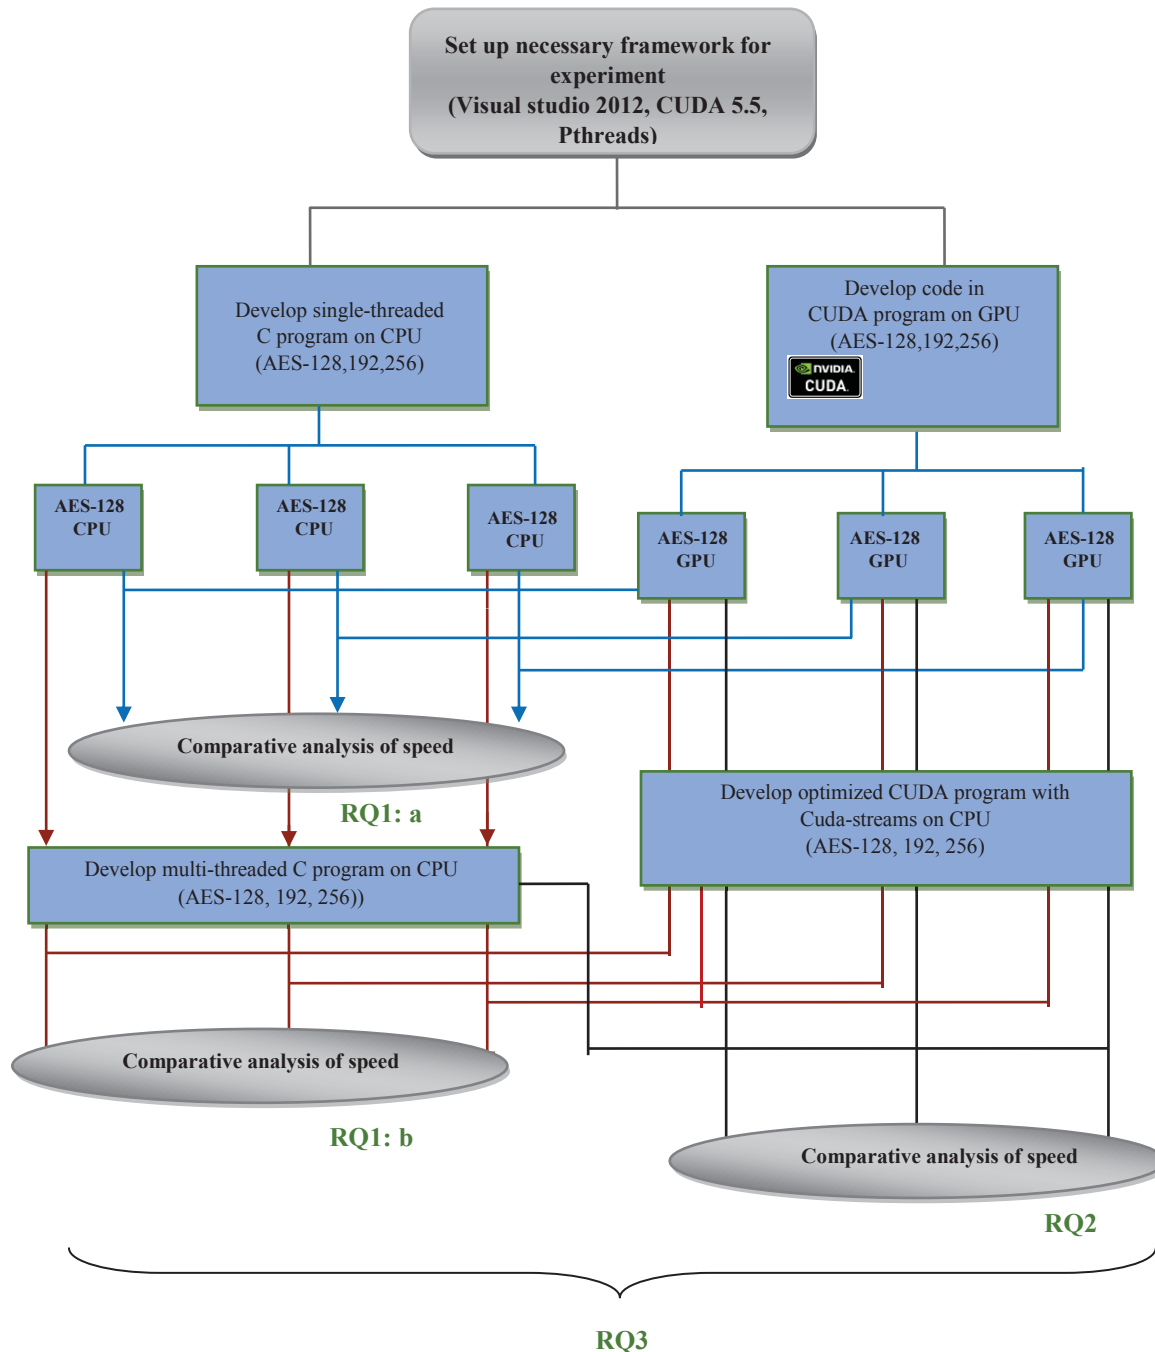 Set up necessary framework for
experiment
(Visual studio 2012, CUDA 5.5,
Pthreads)
Develop single-threaded
C program on CPU
(AES-128,192,256)
Develop code in
CUDA program on GPU
(AES-128,192,256)
NVIDIA.
CUDA.
AES-128
CPU
AES-128
CPU
AES-128
CPU
AES-128
GPU
AES-128
GPU
AES-128
GPU
Comparative analysis of speed
RQ1: a
Develop optimized CUDA program with
Cuda-streams on CPU
(AES-128, 192, 256)
Develop multi-threaded C program on CPU
(AES-128, 192, 256))
Comparative analysis of speed
RQ1: b
Comparative analysis of speed
RQ2
RQ3